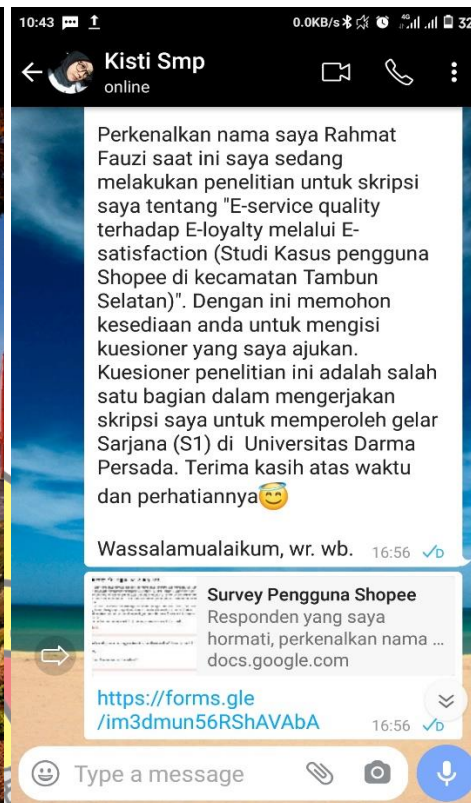 10:43 0.0KB/s 4G 32
Kisti Smp
online
Perkenalkan nama saya Rahmat
Fauzi saat ini saya sedang
melakukan penelitian untuk skripsi
saya tentang "E-service quality
terhadap E-loyalty melalui E-
satisfaction (Studi Kasus pengguna
Shopee di kecamatan Tambun
Selatan)". Dengan ini memohon
kesediaan anda untuk mengisi
kuesioner yang saya ajukan.
Kuesioner penelitian ini adalah salah
satu bagian dalam mengerjakan
skripsi saya untuk memperoleh gelar
Sarjana (S1) di Universitas Darma
Persada. Terima kasih atas waktu
dan perhatiannya😇
Wassalamualaikum, wr. wb. 16:56
Survey Pengguna Shopee
Responden yang saya
hormati, perkenalkan nama ...
docs.google.com
https://forms.gle
/im3dmun56RShAVAbA 16:56
Type a message